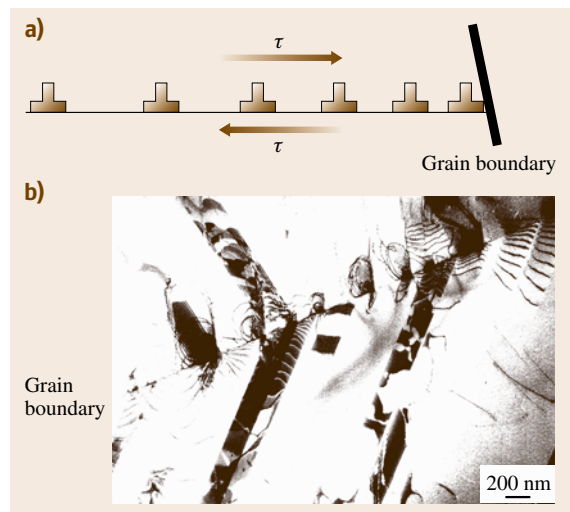 a)
τ
τ
Grain boundary
b)
Grain
boundary
200 nm